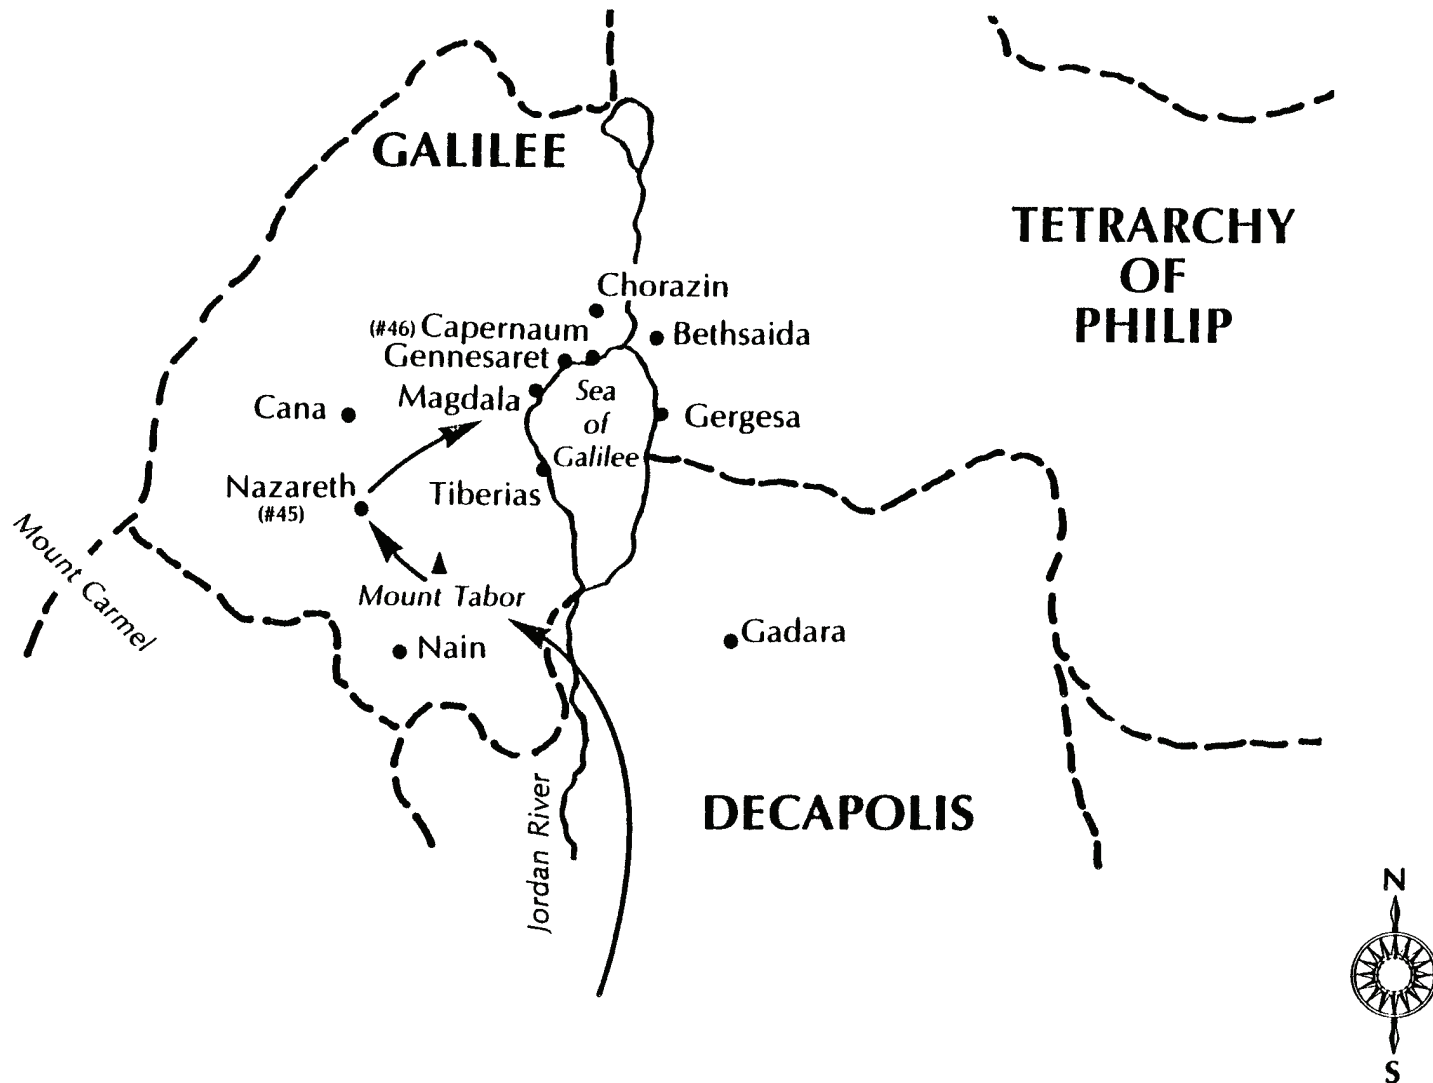 GALILEE
TETRARCHY
OF
PHILIP
Chorazin
(#46) Capernaum
Bethsaida
Gennesaret
Magdala
Sea
of
Galilee
Cana
Gergesa
Nazareth
(#45)
Tiberias
Mount Carmel
Mount Tabor
Nain
Gadara
Jordan River
DECAPOLIS
N
S